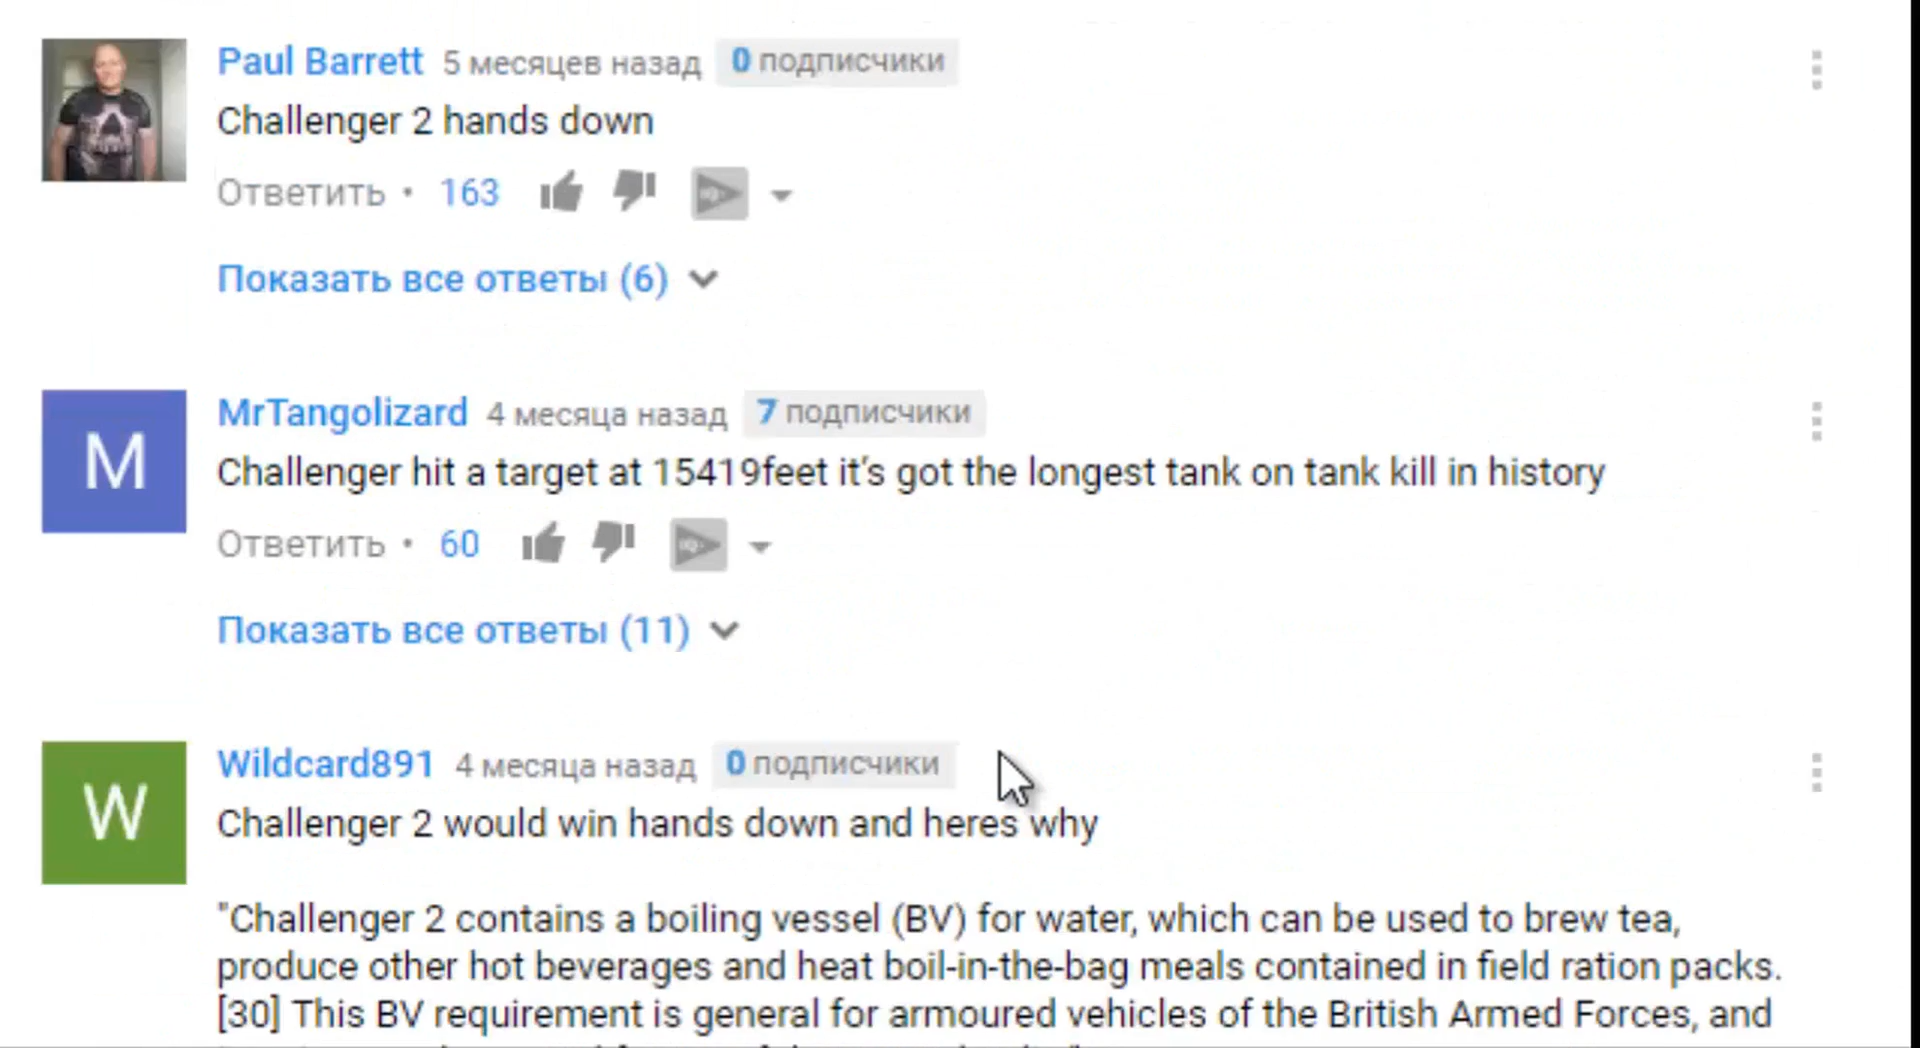 Paul Barrett 5 месяцев назад 0 подписчики
Challenger 2 hands down
Ответить • 163
Показать все ответы (6)
M
MrTangolizard 4 месяца назад 7 подписчики
Challenger hit a target at 15419feet it's got the longest tank on tank kill in history
Ответить • 60
Показать все ответы (11)
W
Wildcard891 4 месяца назад 0 подписчики
Challenger 2 would win hands down and heres why
"Challenger 2 contains a boiling vessel (BV) for water, which can be used to brew tea,
produce other hot beverages and heat boil-in-the-bag meals contained in field ration packs.
[30] This BV requirement is general for armoured vehicles of the British Armed Forces, and